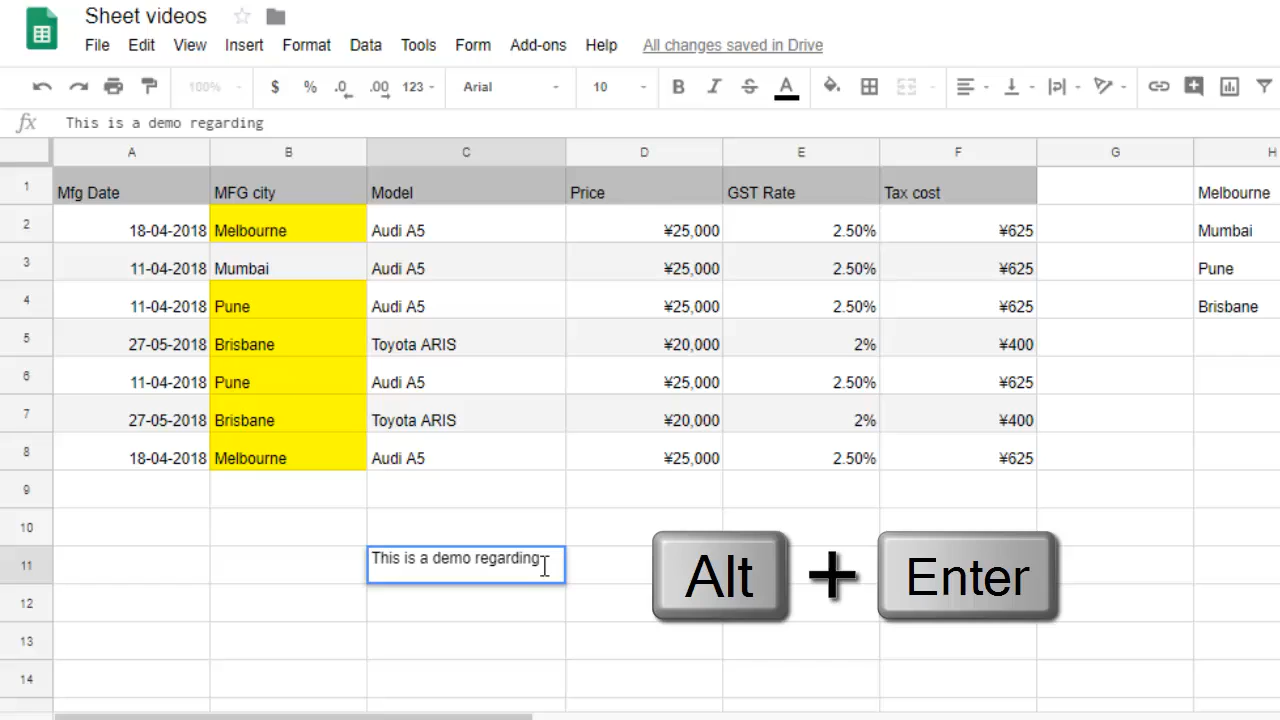 Sheet videos
File Edit View Insert Format Data Tools Form Add-ons Help All changes saved in Drive
100% $ % .0 .00 123 Arial 10 B I S A
fx This is a demo regarding
A B C D E F G H
1 Mfg Date MFG city Model Price GST Rate Tax cost Melbourne
2 18-04-2018 Melbourne Audi A5 ¥25,000 2.50% ¥625 Mumbai
3 11-04-2018 Mumbai Audi A5 ¥25,000 2.50% ¥625 Pune
4 11-04-2018 Pune Audi A5 ¥25,000 2.50% ¥625 Brisbane
5 27-05-2018 Brisbane Toyota ARIS ¥20,000 2% ¥400
6 11-04-2018 Pune Audi A5 ¥25,000 2.50% ¥625
7 27-05-2018 Brisbane Toyota ARIS ¥20,000 2% ¥400
8 18-04-2018 Melbourne Audi A5 ¥25,000 2.50% ¥625
9
10
11 This is a demo regarding Alt + Enter
12
13
14